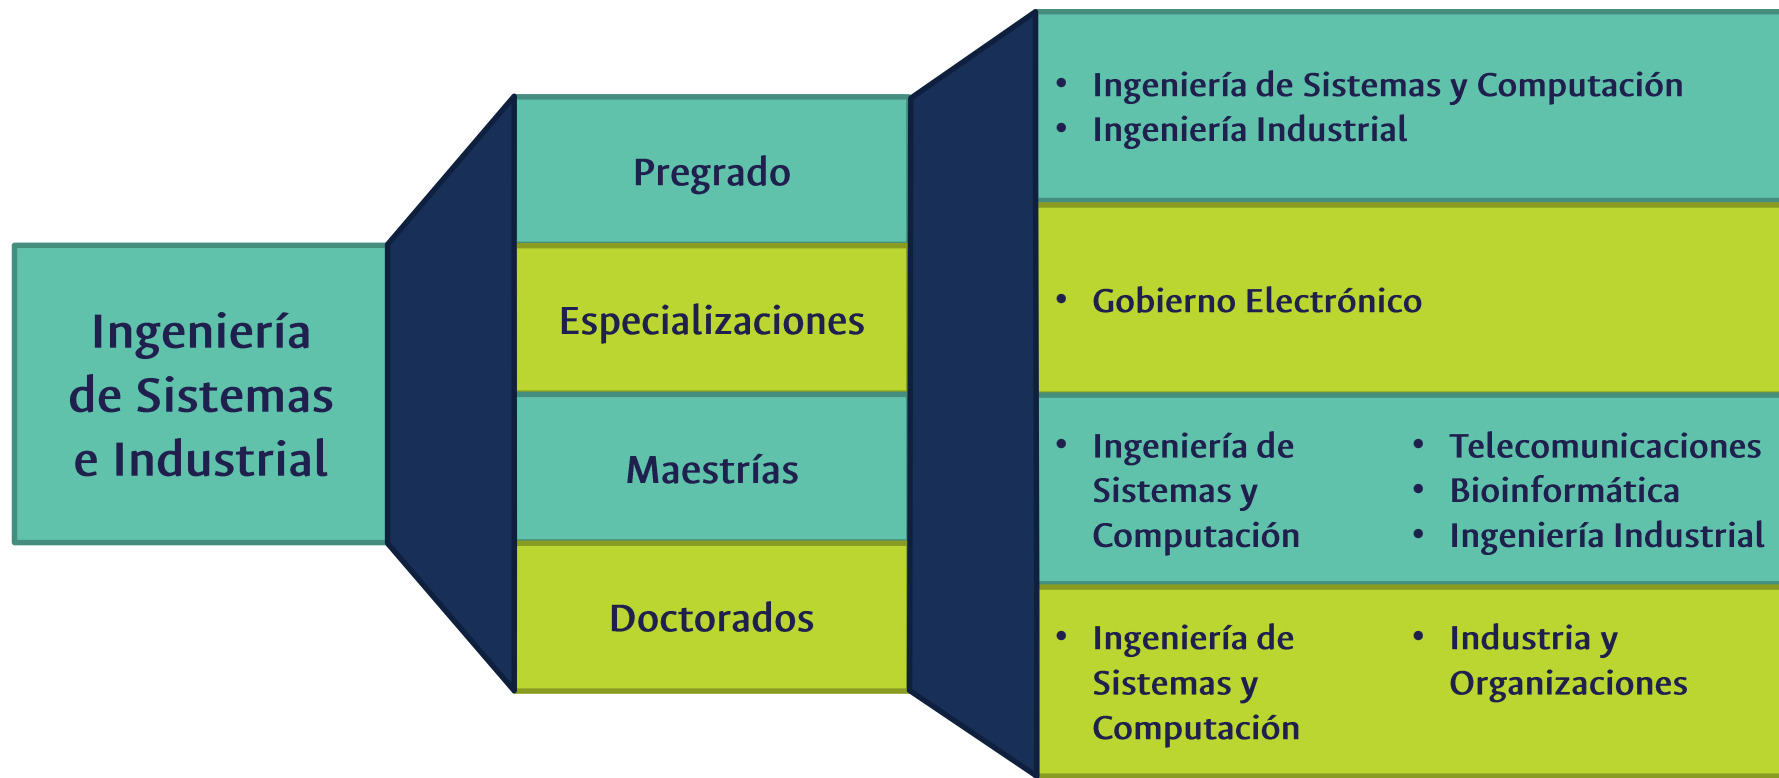 Ingeniería
de Sistemas
e Industrial
Pregrado
Especializaciones
Maestrías
Doctorados
• Ingeniería de Sistemas y Computación
• Ingeniería Industrial
• Gobierno Electrónico
• Ingeniería de
Sistemas y
Computación
• Telecomunicaciones
• Bioinformática
• Ingeniería Industrial
• Ingeniería de
Sistemas y
Computación
• Industria y
Organizaciones